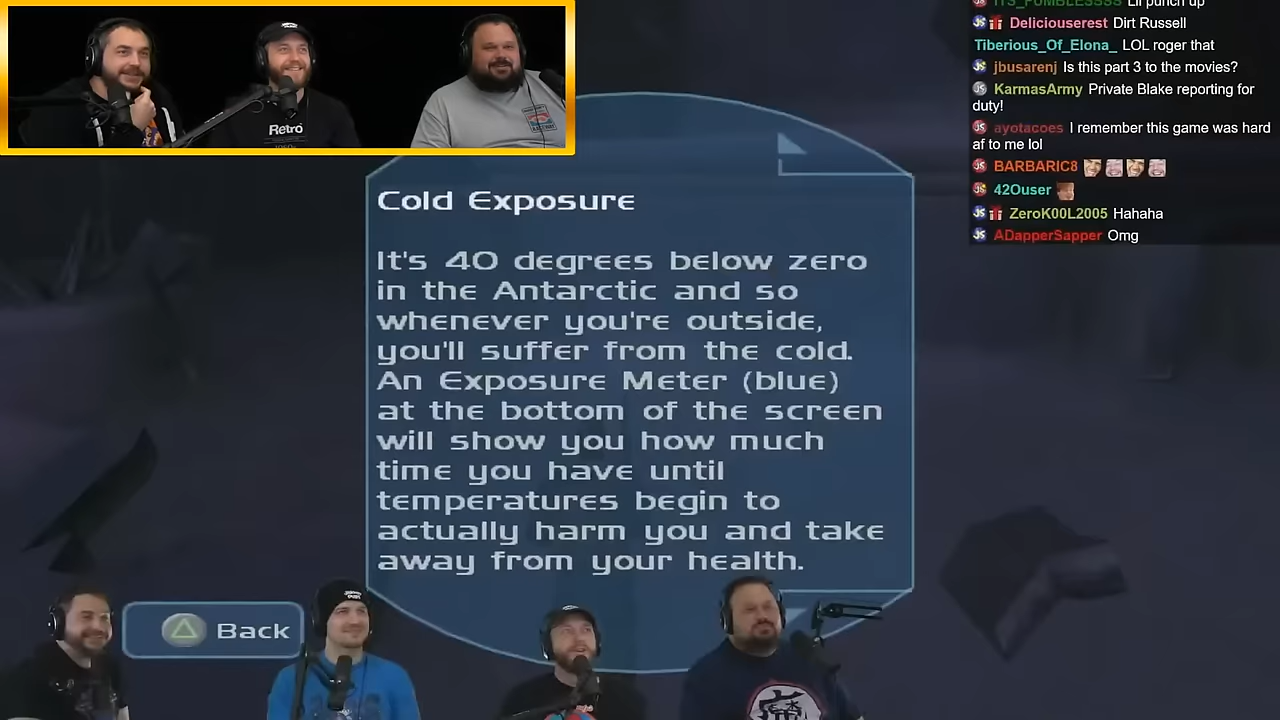 Lil punch up
Deliciouserest Dirt Russell
Tiberious_Of_Elona_ LOL roger that
jbusarenj Is this part 3 to the movies?
KarmasArmy Private Blake reporting for
duty!
ayotacoes I remember this game was hard
af to me lol
BARBARIC8
42Ouser
ZeroK00L2005 Hahaha
ADapperSapper Omg
Retro
Cold Exposure
It's 40 degrees below zero
in the Antarctic and so
whenever you're outside,
you'll suffer from the cold.
An Exposure Meter (blue)
at the bottom of the screen
will show you how much
time you have until
temperatures begin to
actually harm you and take
away from your health.
Back